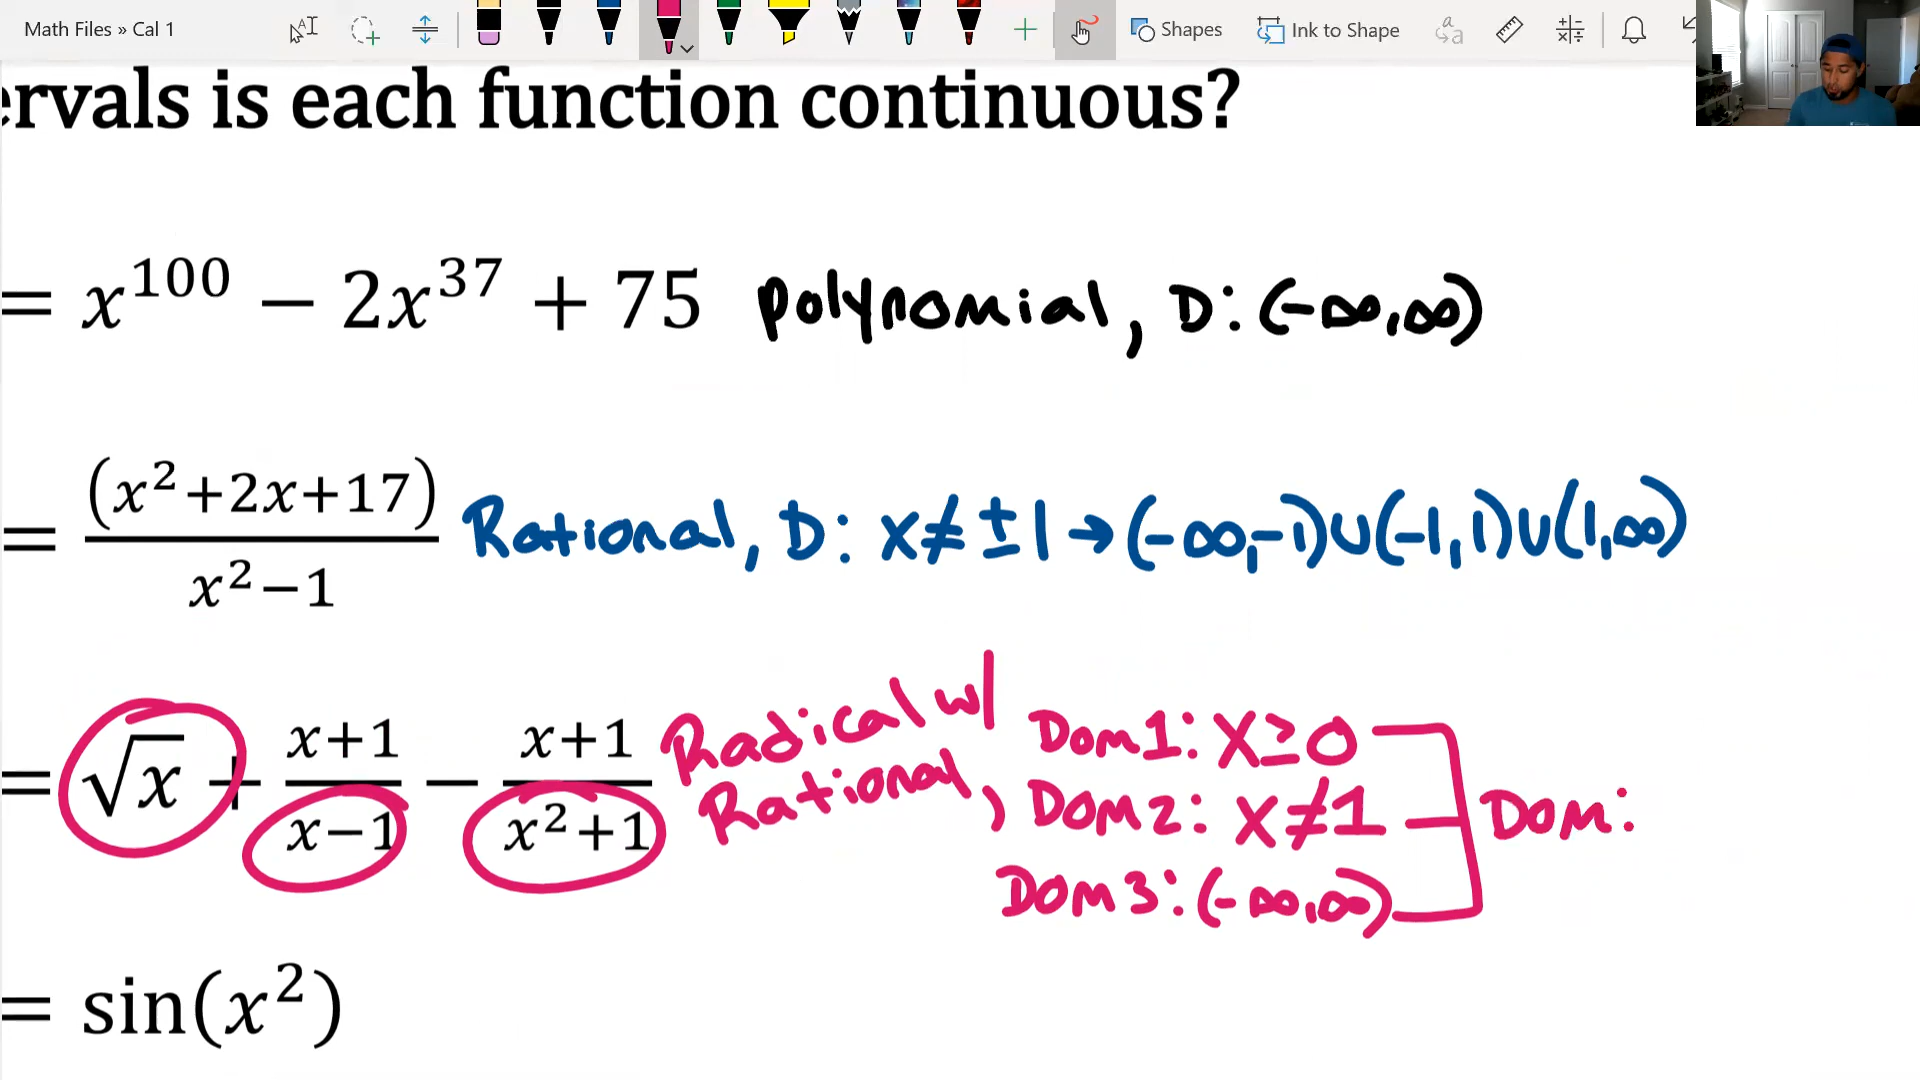 Math Files » Cal 1
Shapes
Ink to Shape
ervals is each function continuous?
= x^100 − 2x^37 + 75 polynomial, D: (-∞,∞)
= (x^2+2x+17) / x^2−1 Rational, D: x≠±1→(-∞,-1)∪(-1,1)∪(1,∞)
= √x + x+1 / x−1 − x+1 / x^2+1 Radical w/ Rational,
Dom1: x≥0
Dom2: x≠1
Dom3: (-∞,∞)
Dom:
= sin(x^2)